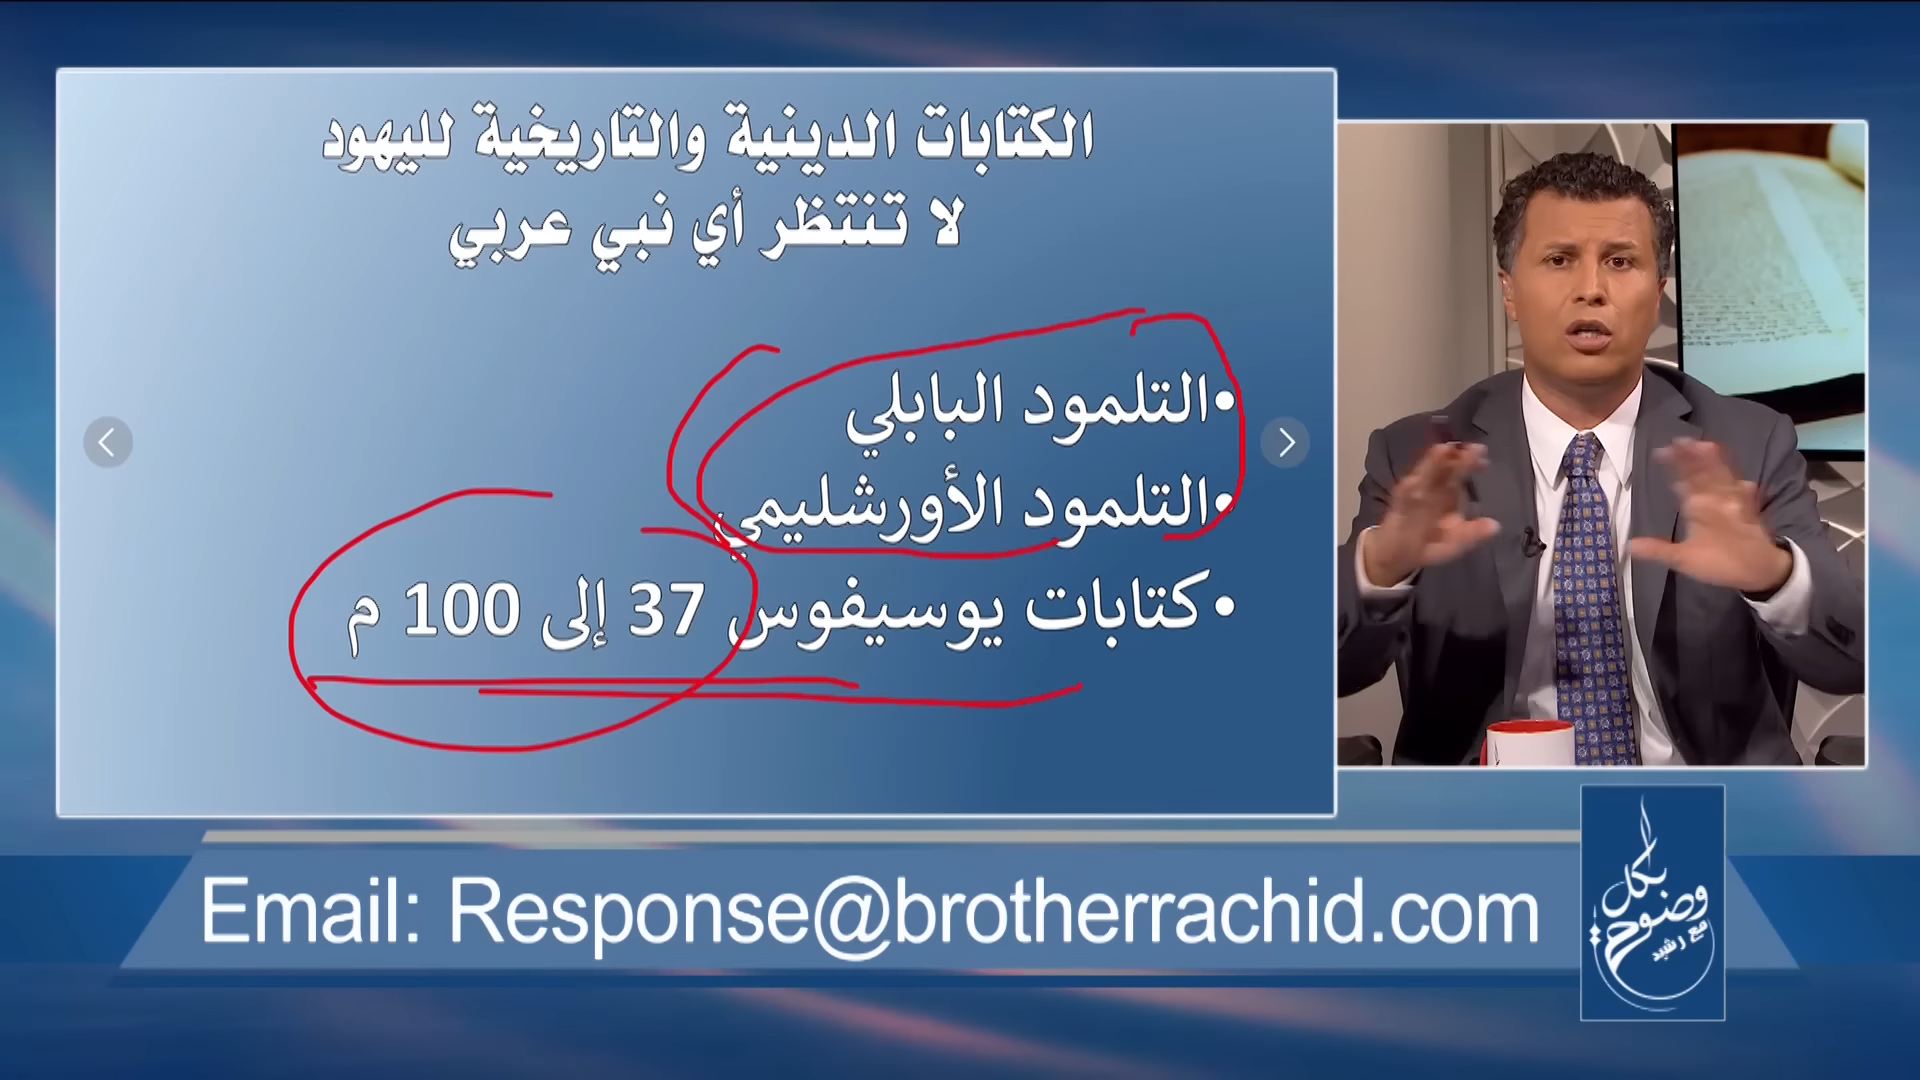 الكتابات الدينية والتاريخية لليهود
لا تنتظر أي نبي عربي
•التلمود البابلي
•التلمود الأورشليمي
•كتابات يوسيفوس 37 إلى 100 م
Email: Response@brotherrachid.com
بكل
وضوح
مع رشيد